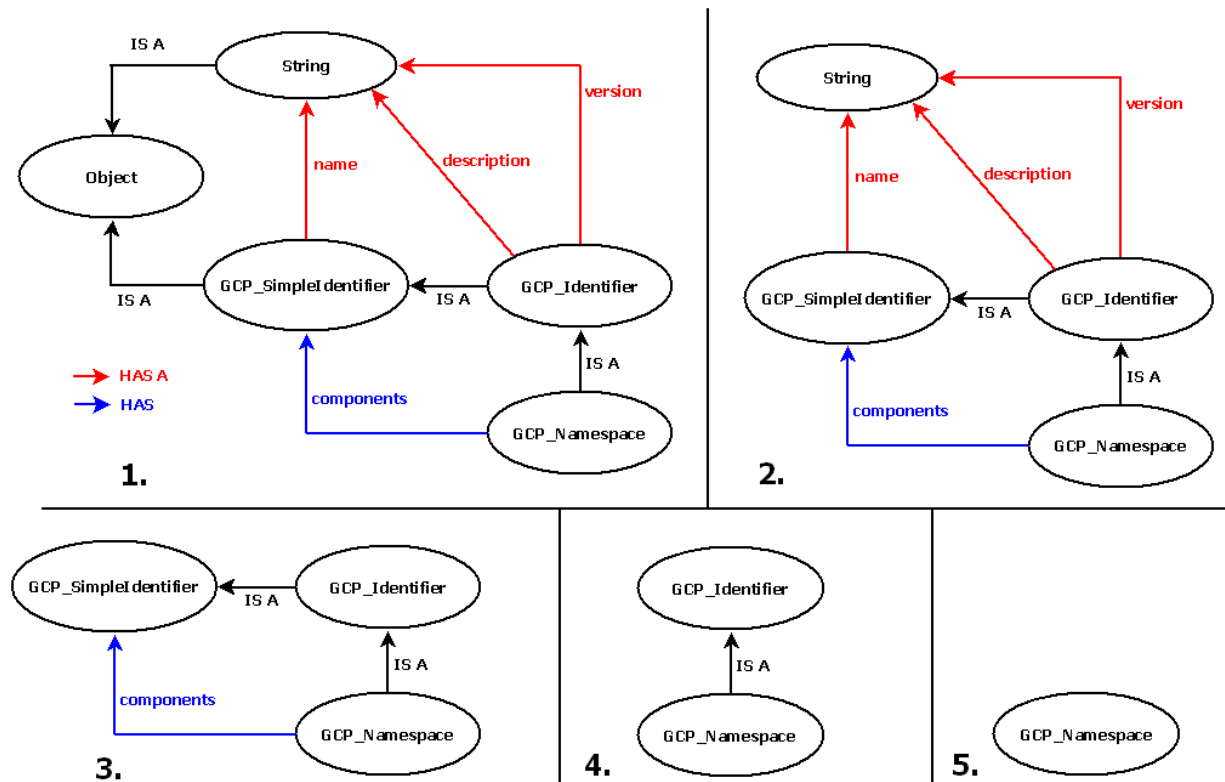 IS A
String
version
name
description
Object
IS A
GCP_SimpleIdentifier
IS A
GCP_Identifier
IS A
HAS A
HAS
components
GCP_Namespace
1.
String
version
name
description
GCP_SimpleIdentifier
IS A
GCP_Identifier
IS A
components
GCP_Namespace
2.
GCP_SimpleIdentifier
IS A
GCP_Identifier
IS A
components
GCP_Namespace
3.
GCP_Identifier
IS A
GCP_Namespace
4.
GCP_Namespace
5.